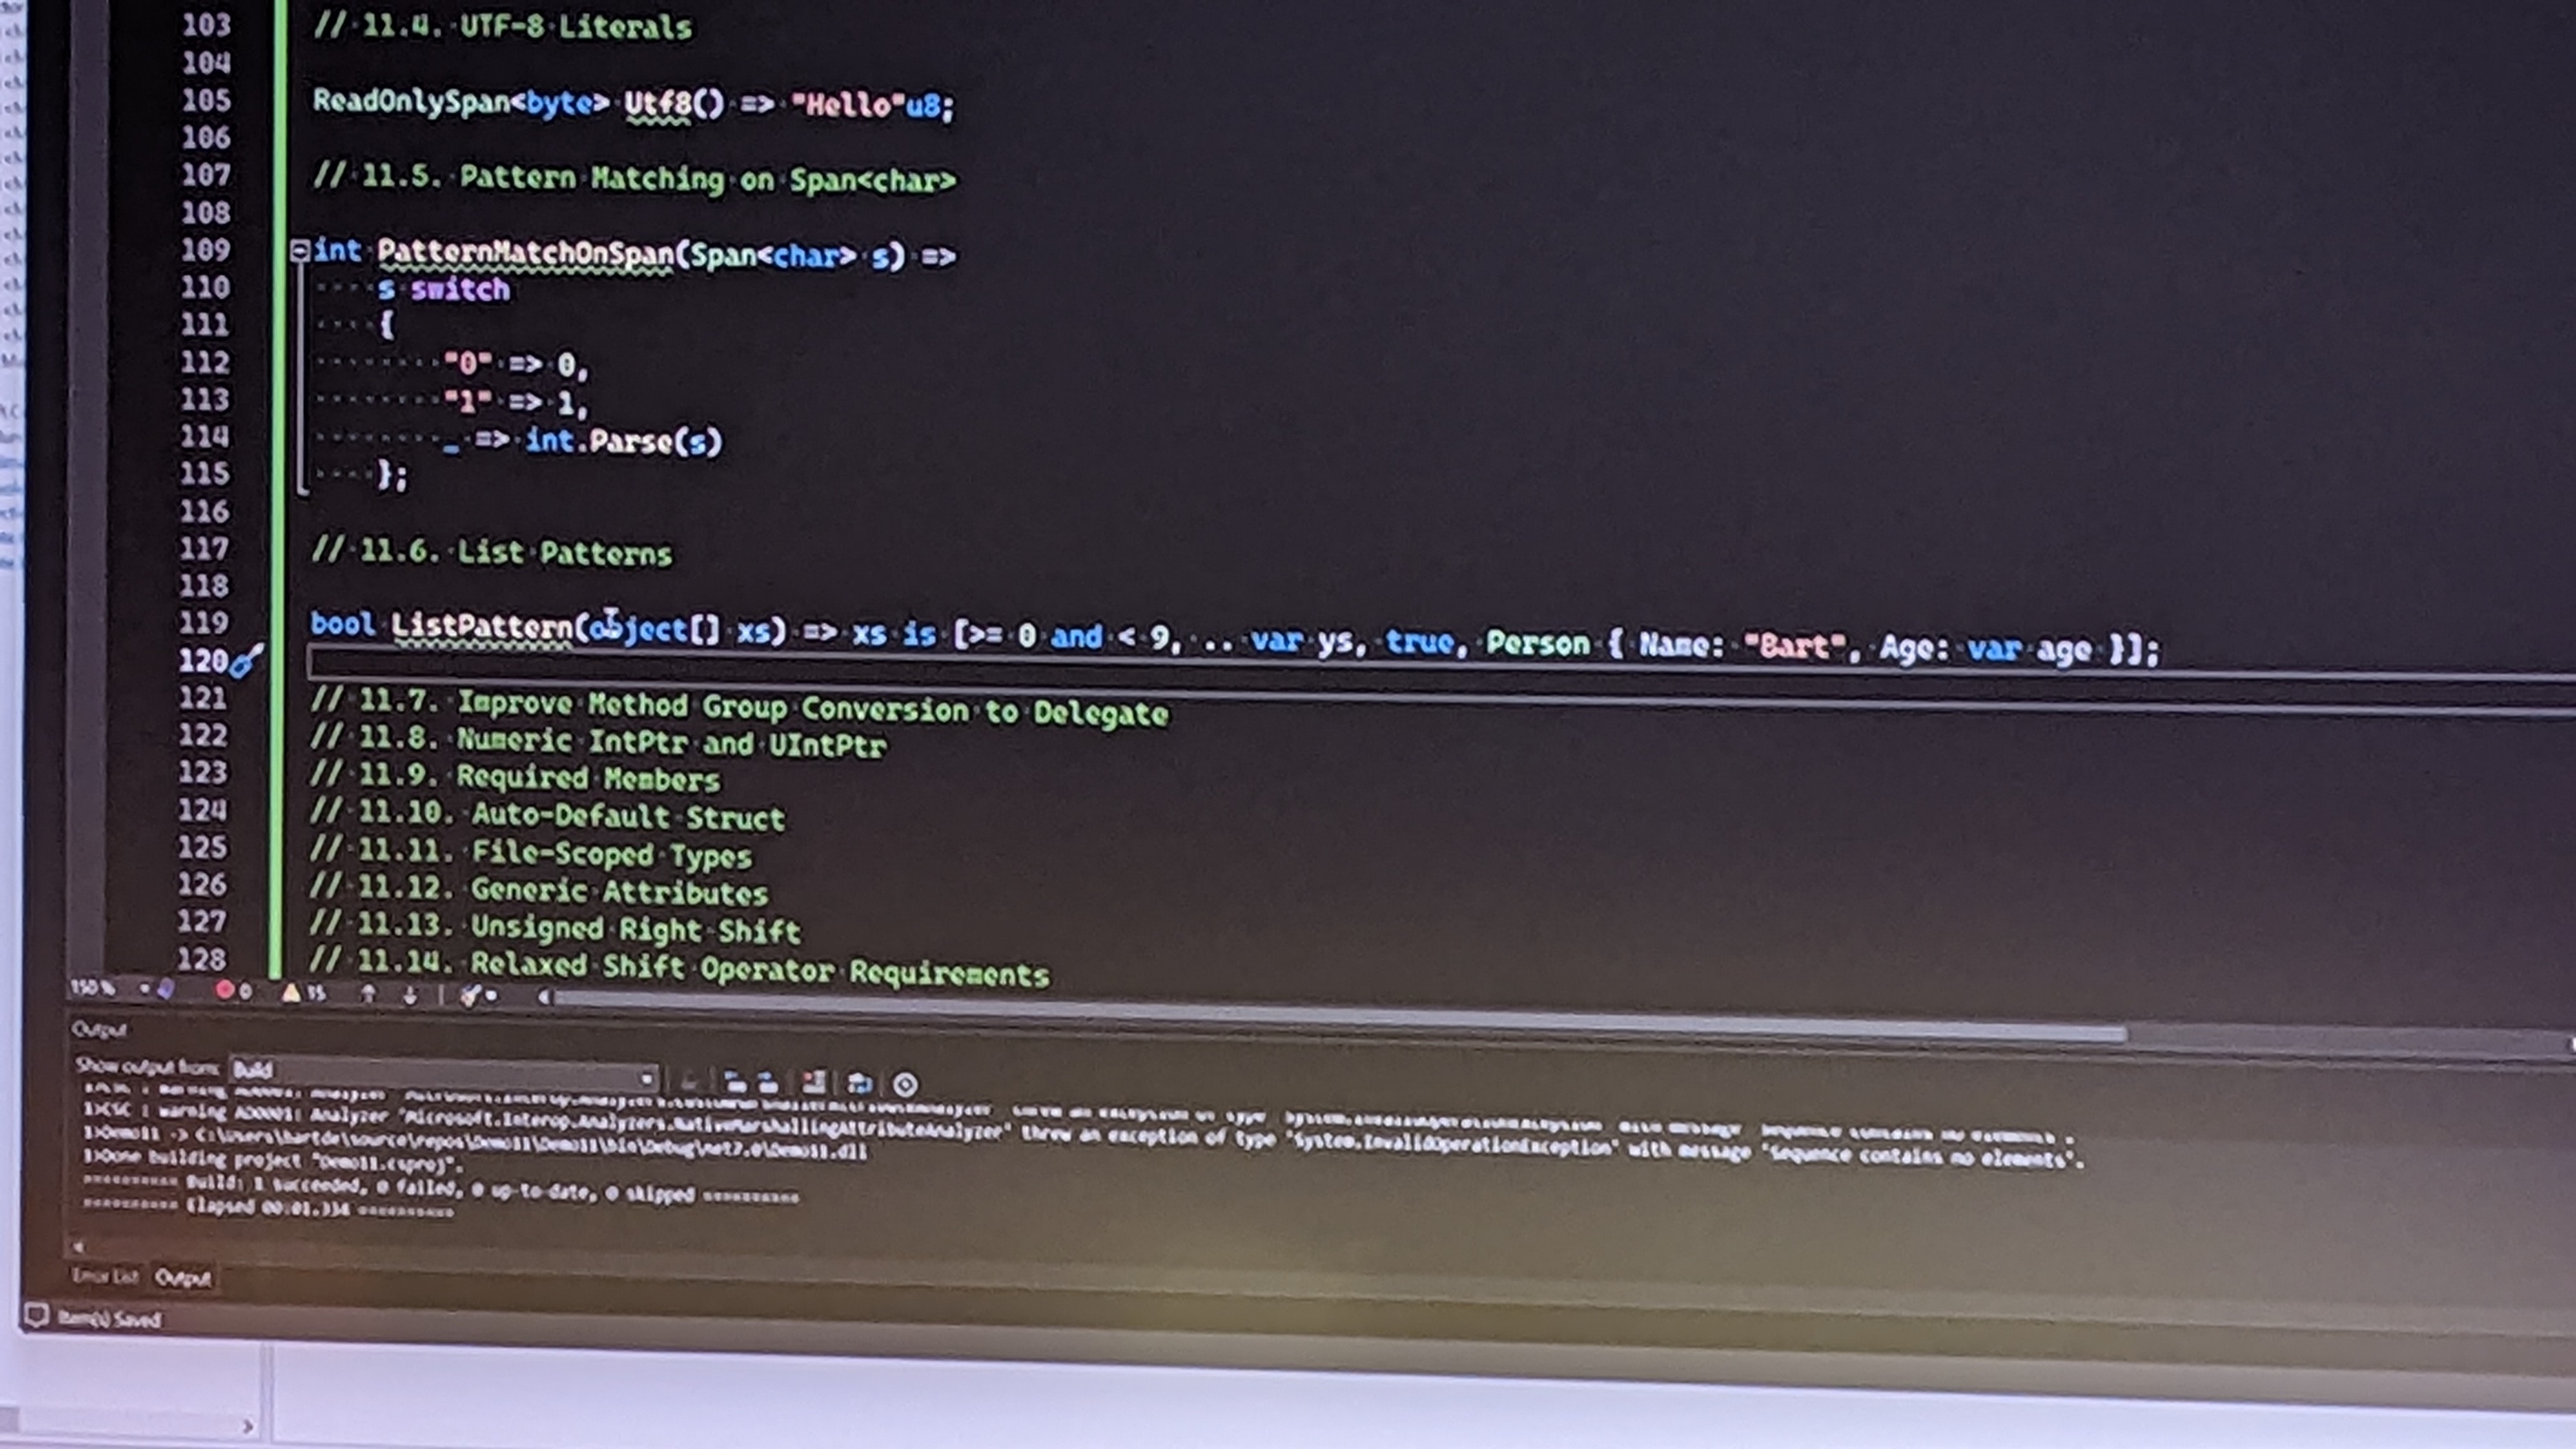 103 // 11.4. UTF-8 Literals
104
105 ReadOnlySpan<byte> Utf8() => "Hello"u8;
106
107 // 11.5. Pattern Matching on Span<char>
108
109 int PatternMatchOnSpan(Span<char> s) =>
110 s switch
111 {
112 "0" => 0,
113 "1" => 1,
114 _ => int.Parse(s)
115 };
116
117 // 11.6. List Patterns
118
119 bool ListPattern(object[] xs) => xs is [>= 0 and < 9, .. var ys, true, Person { Name: "Bart", Age: var age }];
120
121 // 11.7. Improve Method Group Conversion to Delegate
122 // 11.8. Numeric IntPtr and UIntPtr
123 // 11.9. Required Members
124 // 11.10. Auto-Default Struct
125 // 11.11. File-Scoped Types
126 // 11.12. Generic Attributes
127 // 11.13. Unsigned Right Shift
128 // 11.14. Relaxed Shift Operator Requirements
150 % 0 15
Output
Show output from: Build
1>CSC : warning AD0001: Analyzer 'Microsoft.Interop.Analyzers.NativeMarshallingAttributeAnalyzer' threw an exception of type 'System.InvalidOperationException' with message 'Sequence contains no elements'.
1>Demo11 -> C:\Users\bartde\source\repos\Demo11\Demo11\bin\Debug\net7.0\Demo11.dll
1>Done building project "Demo11.csproj".
========== Build: 1 succeeded, 0 failed, 0 up-to-date, 0 skipped ==========
========== Elapsed 00:01.334 ==========
Error List Output
Item(s) Saved